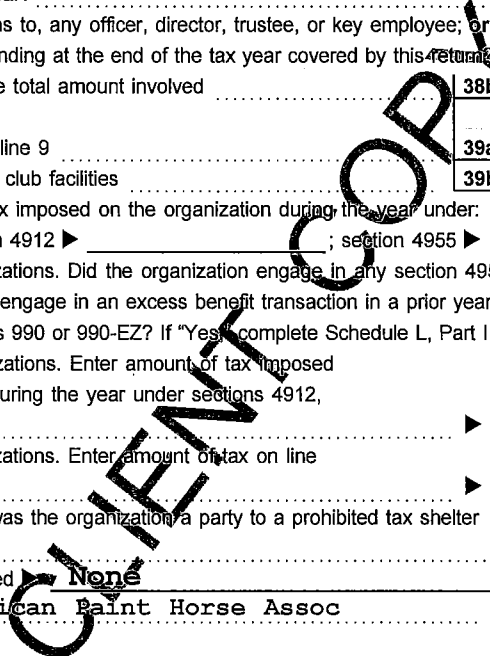 ns to, any officer, director, trustee, or key employee; or
nding at the end of the tax year covered by this return?
e total amount involved 38b
line 9 39a
club facilities 39b
x imposed on the organization during the year under:
n 4912 ▶ ; section 4955 ▶
zations. Did the organization engage in any section 495
engage in an excess benefit transaction in a prior year
s 990 or 990-EZ? If "Yes," complete Schedule L, Part I
zations. Enter amount of tax imposed
uring the year under sections 4912,
▶
zations. Enter amount of tax on line
▶
was the organization a party to a prohibited tax shelter
ed ▶ None
ican Paint Horse Assoc
CLIENT COPY